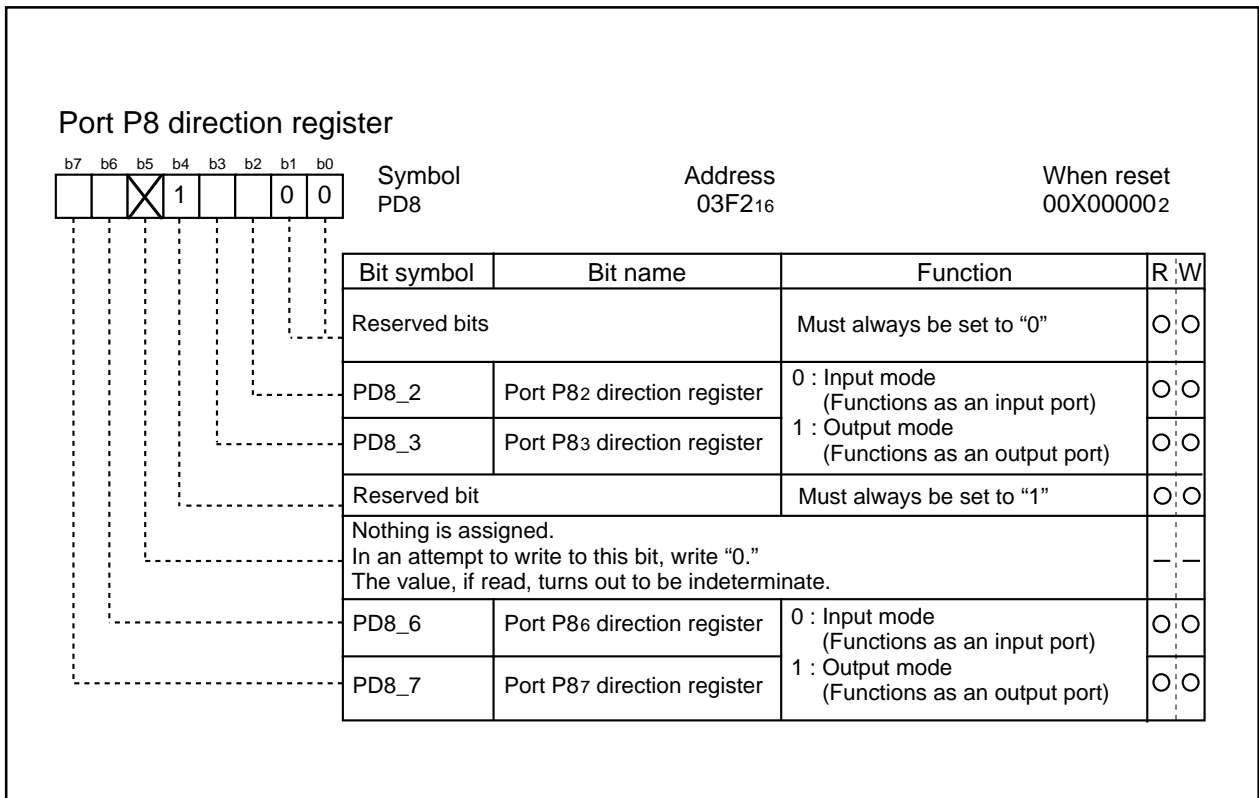 Port P8 direction register
b7 b6 b5 b4 b3 b2 b1 b0
1 0 0
Symbol Address When reset
PD8 03F216 00X000002
Bit symbol Bit name Function R W
Reserved bits Must always be set to “0”
PD8_2 Port P82 direction register 0 : Input mode
(Functions as an input port)
1 : Output mode
PD8_3 Port P83 direction register (Functions as an output port)
Reserved bit Must always be set to “1”
Nothing is assigned.
In an attempt to write to this bit, write “0.”
The value, if read, turns out to be indeterminate.
PD8_6 Port P86 direction register 0 : Input mode
(Functions as an input port)
1 : Output mode
PD8_7 Port P87 direction register (Functions as an output port)